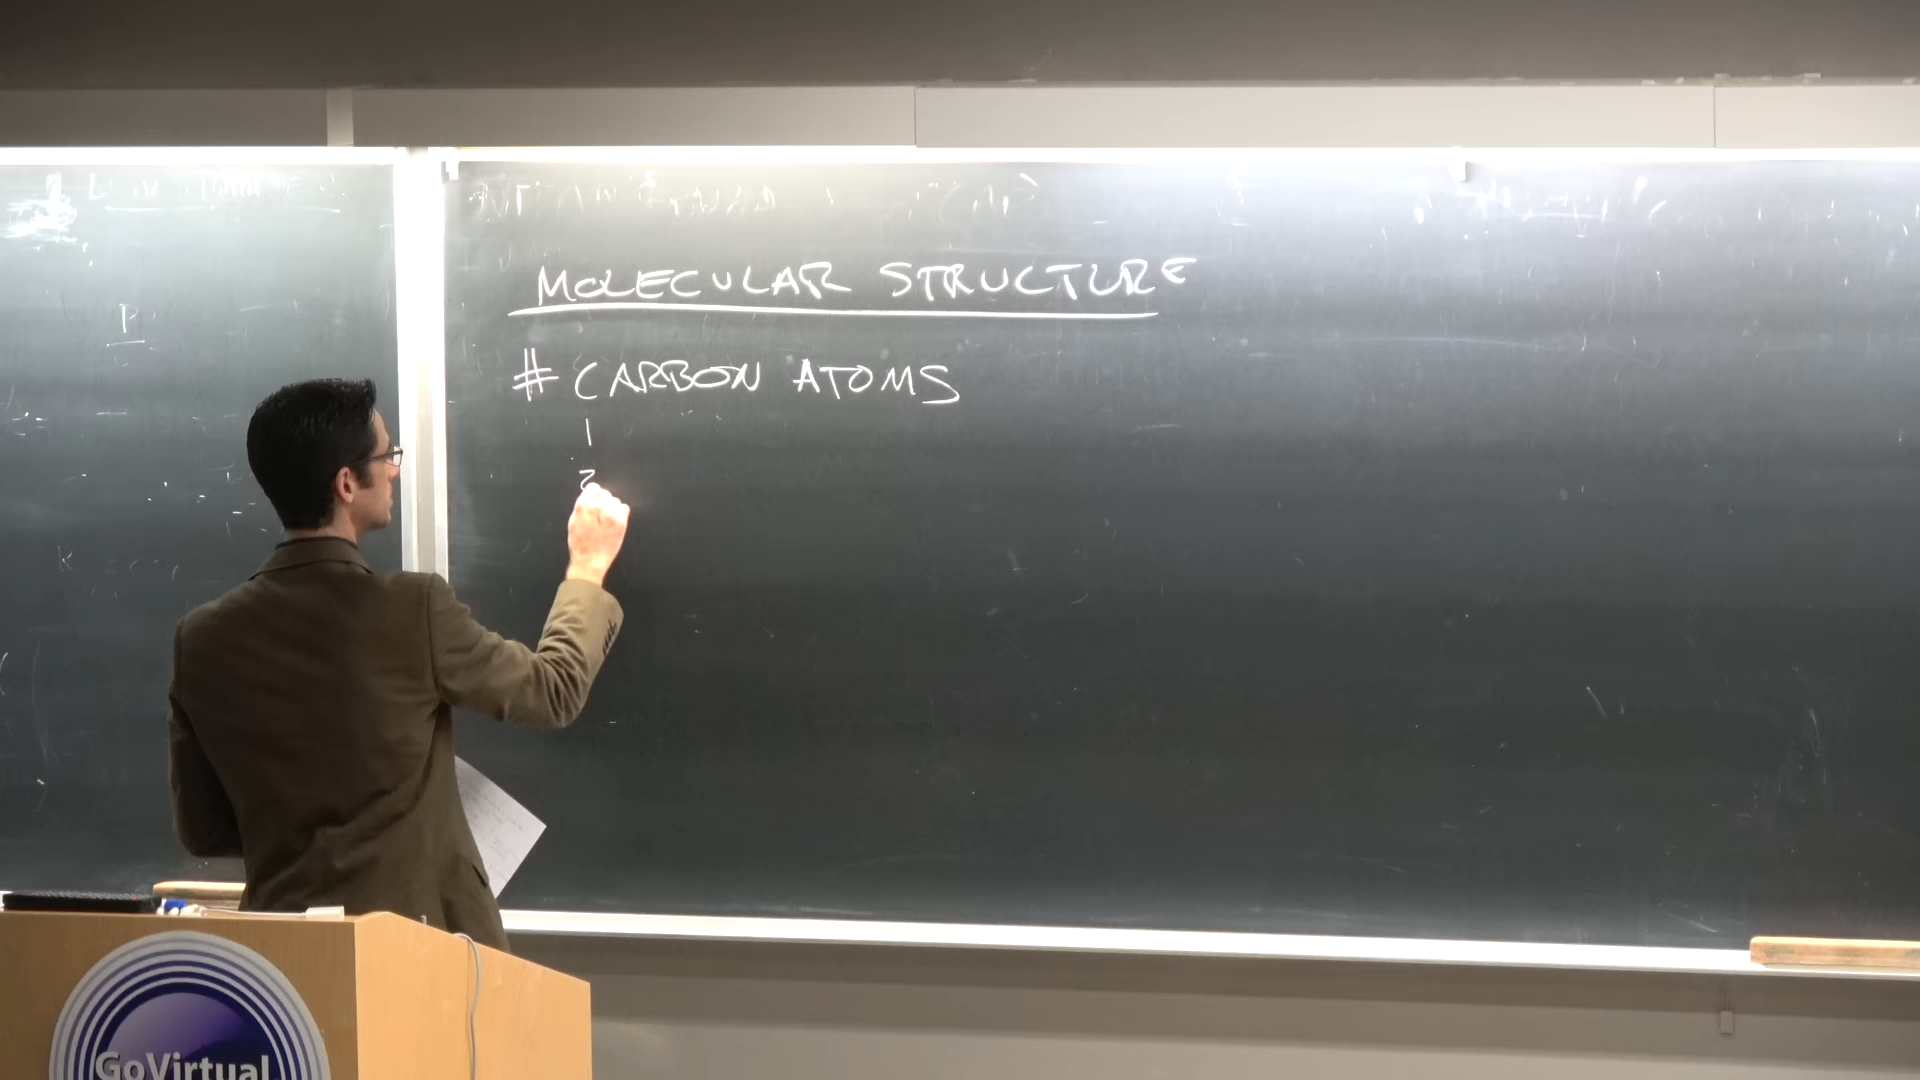 MOLECULAR STRUCTURE
# CARBON ATOMS
1
2
P
GoVirtual